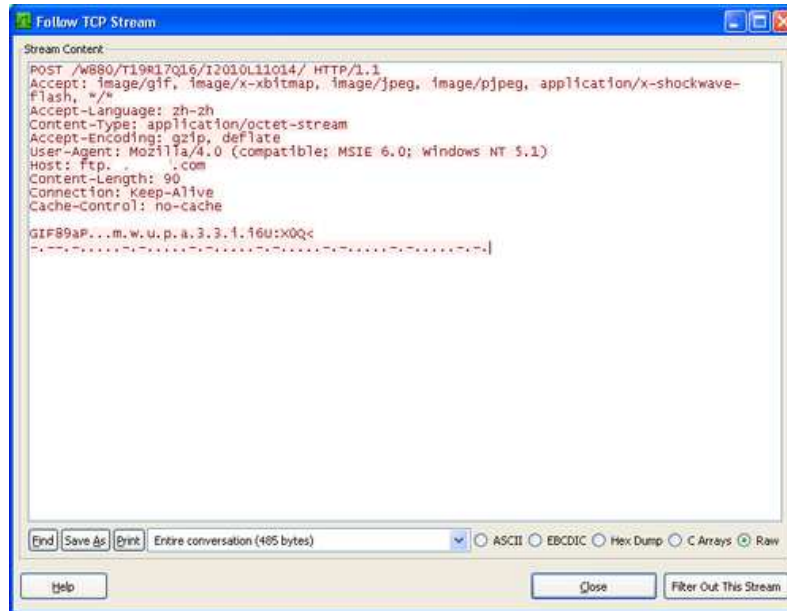 Follow TCP Stream
Stream Content
POST /W880/T19R17Q16/I2010L11O14/ HTTP/1.1
Accept: image/gif, image/x-xbitmap, image/jpeg, image/pjpeg, application/x-shockwave-
flash, */*
Accept-Language: zh-zh
Content-Type: application/octet-stream
Accept-Encoding: gzip, deflate
User-Agent: Mozilla/4.0 (compatible; MSIE 6.0; Windows NT 5.1)
Host: ftp. . .com
Content-Length: 90
Connection: Keep-Alive
Cache-Control: no-cache
GIF89aP...m.w.u.p.a.3.3.i.i6U:X0Q<
-.--.-.....-.-.....-.-.....-.-.....-.-.....-.-.....-.-.
Find Save As Print Entire conversation (485 bytes) ASCII EBCDIC Hex Dump C Arrays Raw
Help Close Filter Out This Stream